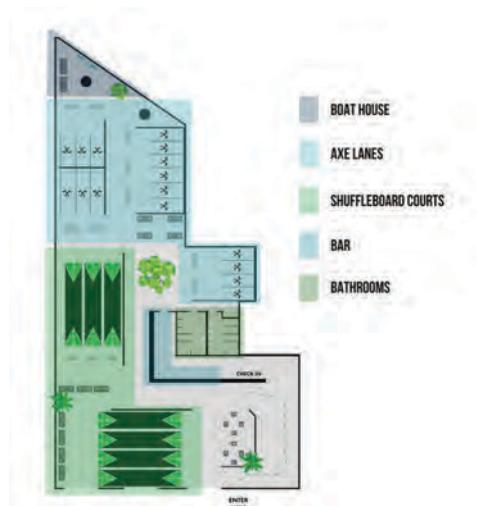 BOAT HOUSE
AXE LANES
SHUFFLEBOARD COURTS
BAR
BATHROOMS
CHECK IN
ENTER